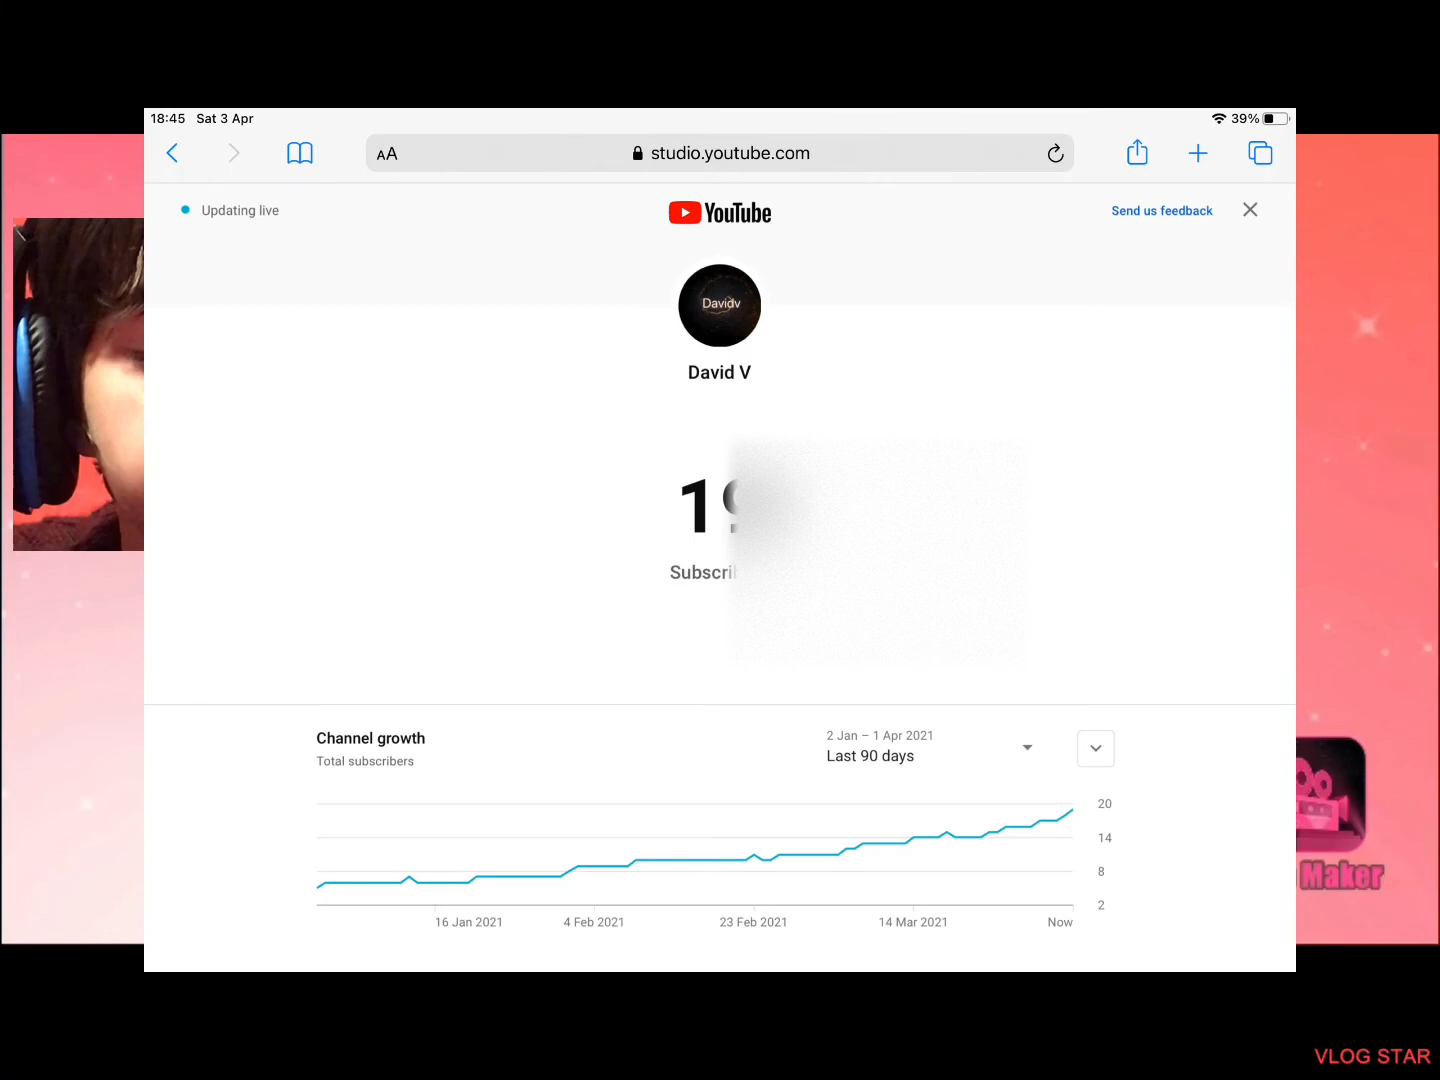 18:45 Sat 3 Apr
39%
AA
studio.youtube.com
Updating live
YouTube
Send us feedback
Davidv
David V
19
Subscri
Channel growth
Total subscribers
2 Jan – 1 Apr 2021
Last 90 days
20
14
8
2
16 Jan 2021
4 Feb 2021
23 Feb 2021
14 Mar 2021
Now
Maker
VLOG STAR